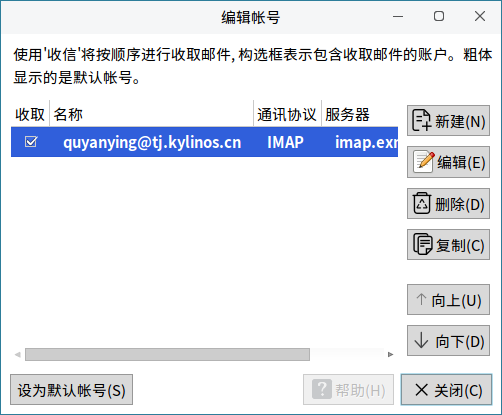 编辑帐号
使用'收信'将按顺序进行收取邮件, 构选框表示包含收取邮件的账户。粗体
显示的是默认帐号。
收取 名称 通讯协议 服务器
quyanying@tj.kylinos.cn IMAP imap.exr
新建(N)
编辑(E)
删除(D)
复制(C)
向上(U)
向下(D)
设为默认帐号(S) 帮助(H) 关闭(C)